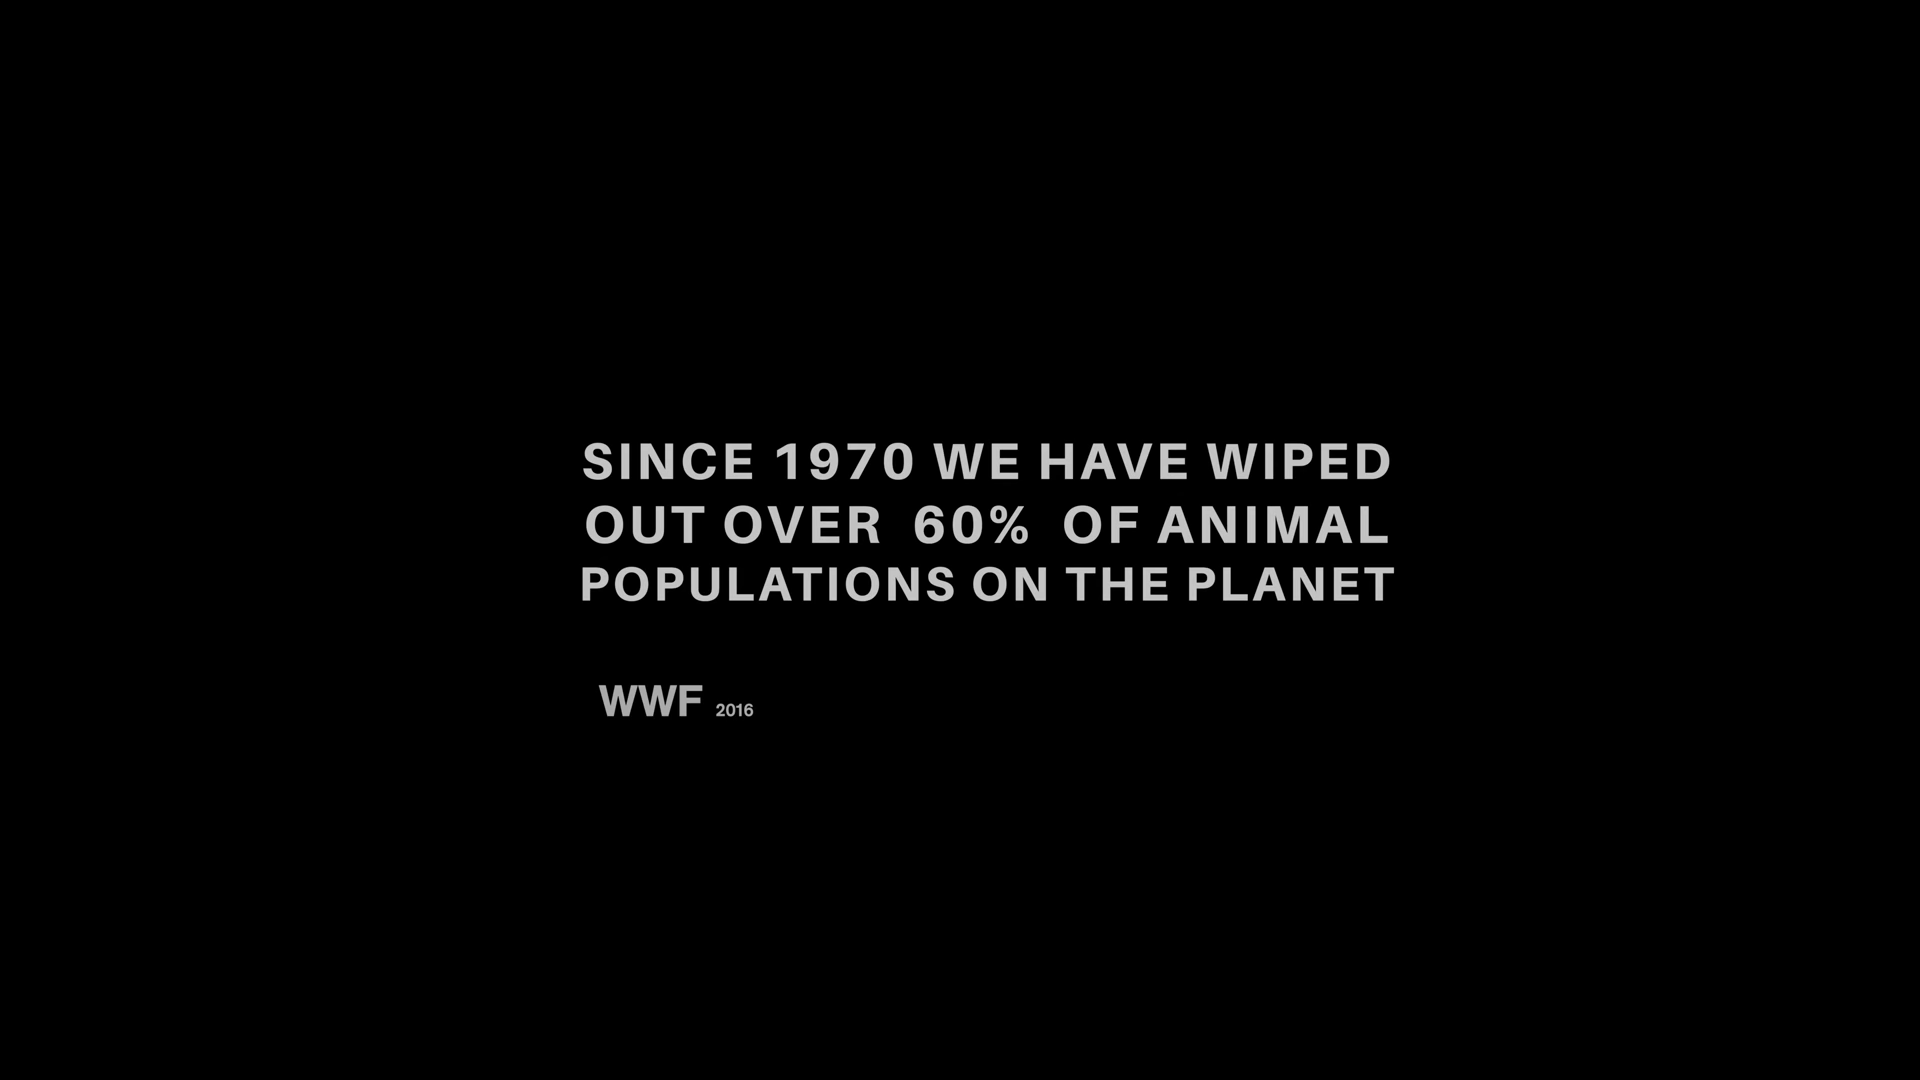 SINCE 1970 WE HAVE WIPED
OUT OVER 60% OF ANIMAL
POPULATIONS ON THE PLANET
WWF 2016